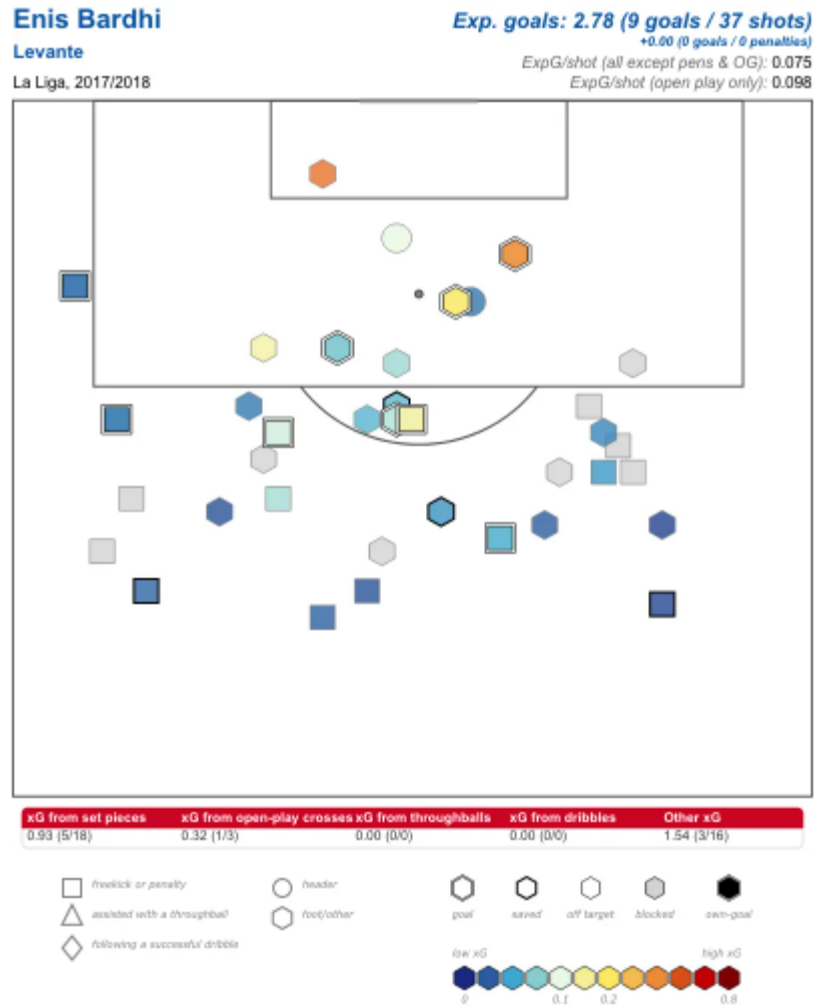 Enis Bardhi
Exp. goals: 2.78 (9 goals / 37 shots)
+0.00 (0 goals / 0 penalties)
Levante
ExpG/shot (all except pens & OG): 0.075
La Liga, 2017/2018
ExpG/shot (open play only): 0.098
xG from set pieces xG from open-play crosses xG from throughballs xG from dribbles Other xG
0.93 (5/18) 0.32 (1/3) 0.00 (0/0) 0.00 (0/0) 1.54 (3/16)
freekick or penalty header
assisted with a throughball foot/other
goal saved off target blocked own-goal
following a successful dribble
low xG high xG
0 0.1 0.2 0.8